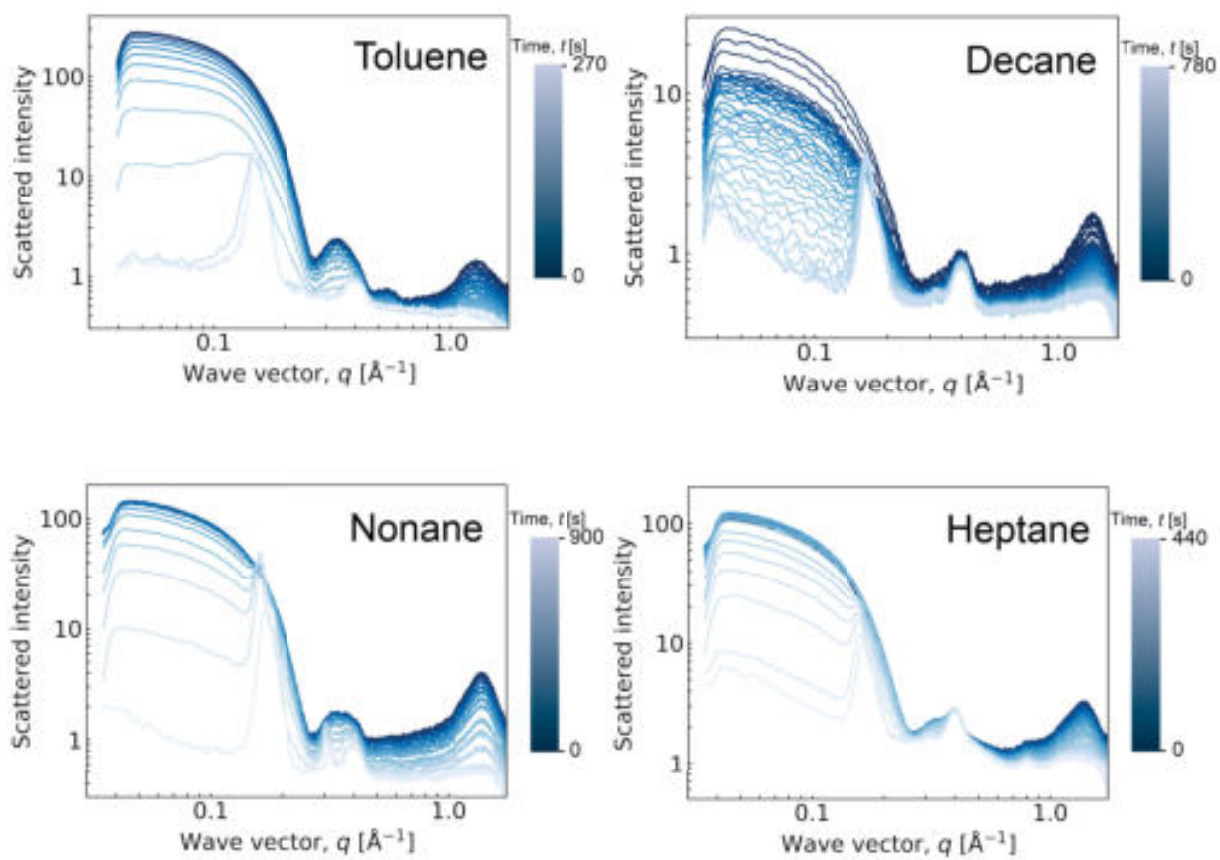 Toluene
Time, t [s]
270
0
100
10
1
Scattered intensity
0.1
1.0
Wave vector, q [Å⁻¹]
Decane
Time, t [s]
780
0
10
1
Scattered intensity
0.1
1.0
Wave vector, q [Å⁻¹]
Nonane
Time, t [s]
900
0
100
10
1
Scattered intensity
0.1
1.0
Wave vector, q [Å⁻¹]
Heptane
Time, t [s]
440
0
100
10
1
Scattered intensity
0.1
1.0
Wave vector, q [Å⁻¹]